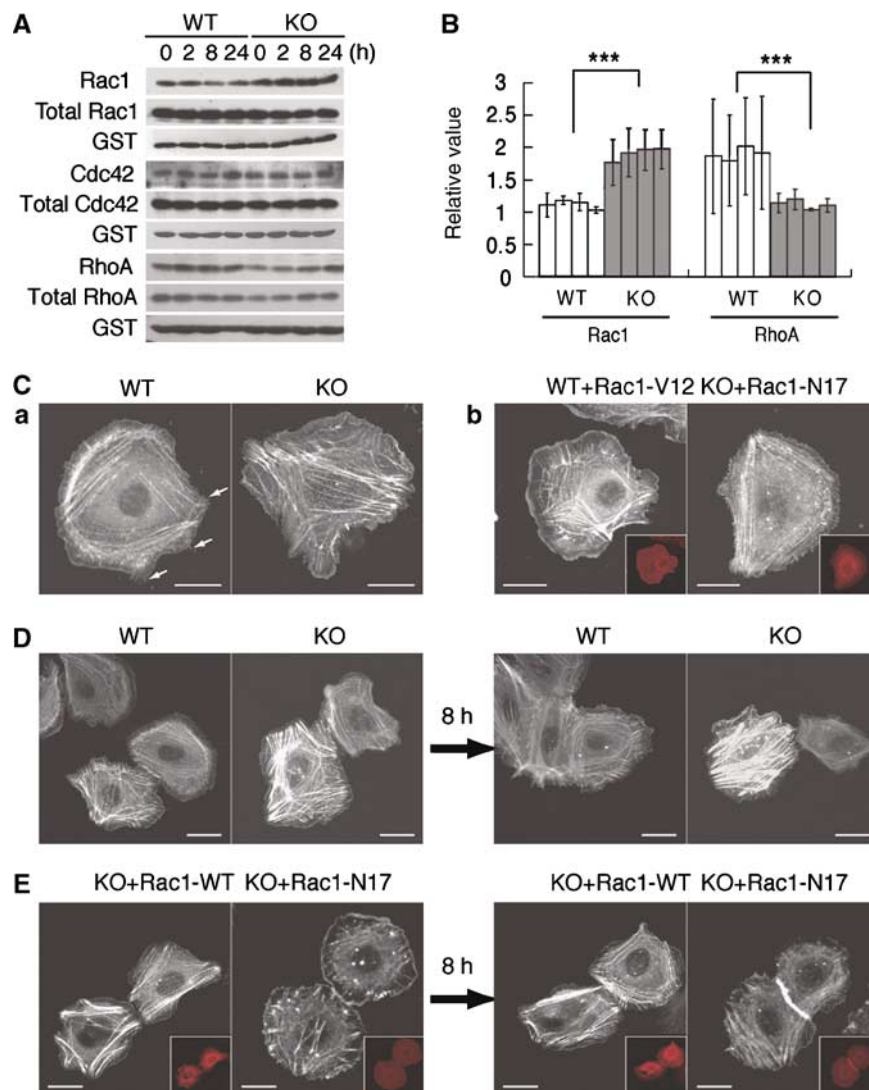 A
WT KO
0 2 8 24 0 2 8 24 (h)
Rac1
Total Rac1
GST
Cdc42
Total Cdc42
GST
RhoA
Total RhoA
GST
B
Relative value
3
2.5
2
1.5
1
0.5
0
*** ***
WT KO WT KO
Rac1 RhoA
C
a
WT KO
b
WT+Rac1-V12 KO+Rac1-N17
D
WT KO
8 h
WT KO
E
KO+Rac1-WT KO+Rac1-N17
8 h
KO+Rac1-WT KO+Rac1-N17